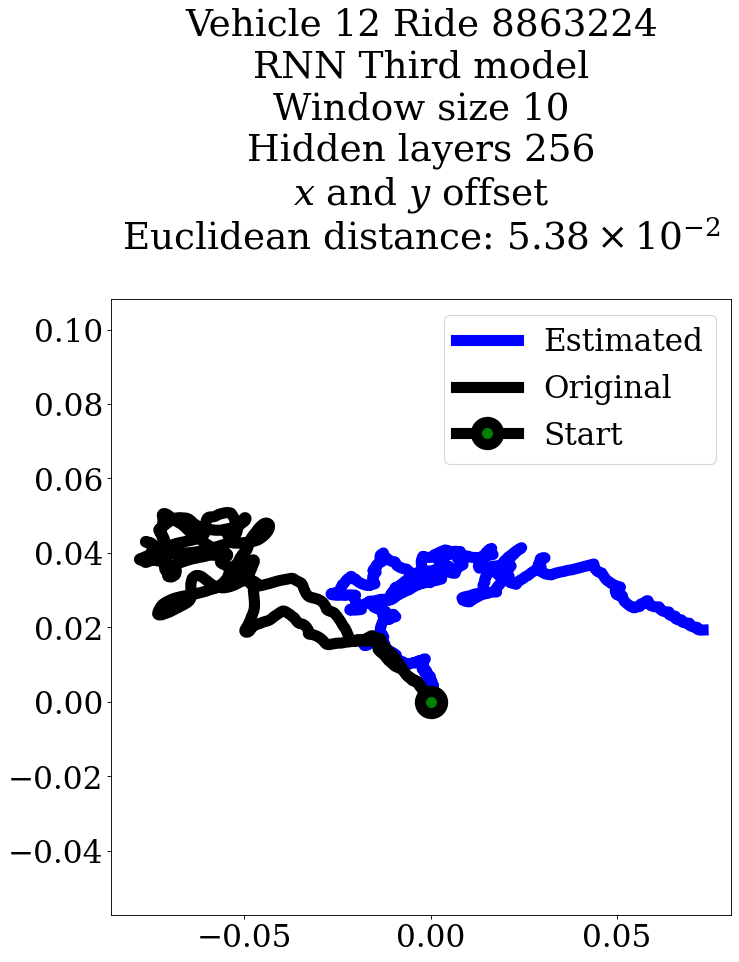 Vehicle 12 Ride 8863224
RNN Third model
Window size 10
Hidden layers 256
x and y offset
Euclidean distance: 5.38 × 10⁻²
Estimated
Original
Start
0.10
0.08
0.06
0.04
0.02
0.00
−0.02
−0.04
−0.05 0.00 0.05